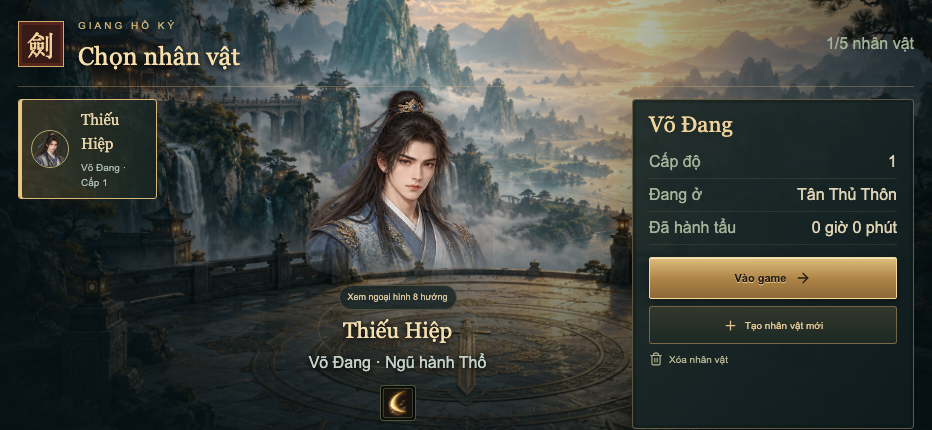 劍
GIANG HỒ KÝ
Chọn nhân vật
1/5 nhân vật
Thiếu
Hiệp
Võ Đang ·
Cấp 1
Xem ngoại hình 8 hướng
Thiếu Hiệp
Võ Đang · Ngũ hành Thổ
Võ Đang
Cấp độ 1
Đang ở Tân Thủ Thôn
Đã hành tẩu 0 giờ 0 phút
Vào game →
+ Tạo nhân vật mới
Xóa nhân vật